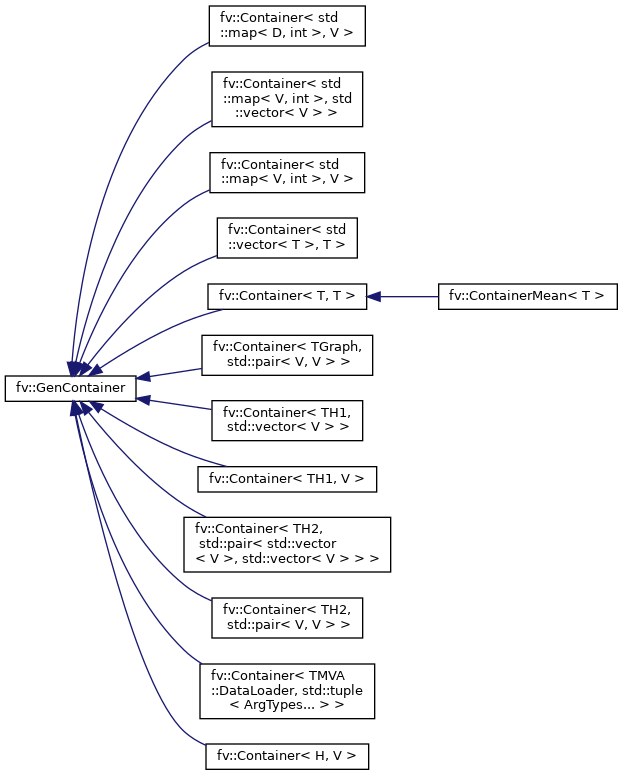 fv::Container< std
::map< D, int >, V >
fv::Container< std
::map< V, int >, std
::vector< V > >
fv::Container< std
::map< V, int >, V >
fv::Container< std
::vector< T >, T >
fv::Container< T, T >
fv::ContainerMean< T >
fv::Container< TGraph,
std::pair< V, V > >
fv::GenContainer
fv::Container< TH1,
std::vector< V > >
fv::Container< TH1, V >
fv::Container< TH2,
std::pair< std::vector
< V >, std::vector< V > > >
fv::Container< TH2,
std::pair< V, V > >
fv::Container< TMVA
::DataLoader, std::tuple
< ArgTypes... > >
fv::Container< H, V >